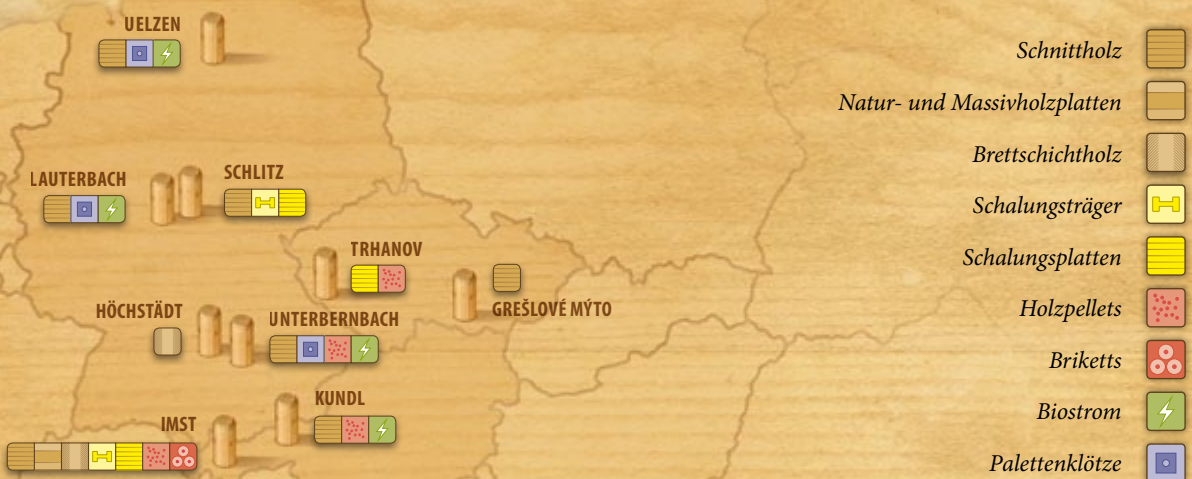 UELZEN
LAUTERBACH
SCHLITZ
TRHANOV
GREŠLOVÉ MÝTO
HÖCHSTÄDT
UNTERBERNBACH
KUNDL
IMST
Schnittholz
Natur- und Massivholzplatten
Brettschichtholz
Schalungsträger
Schalungsplatten
Holzpellets
Briketts
Biostrom
Palettenklötze